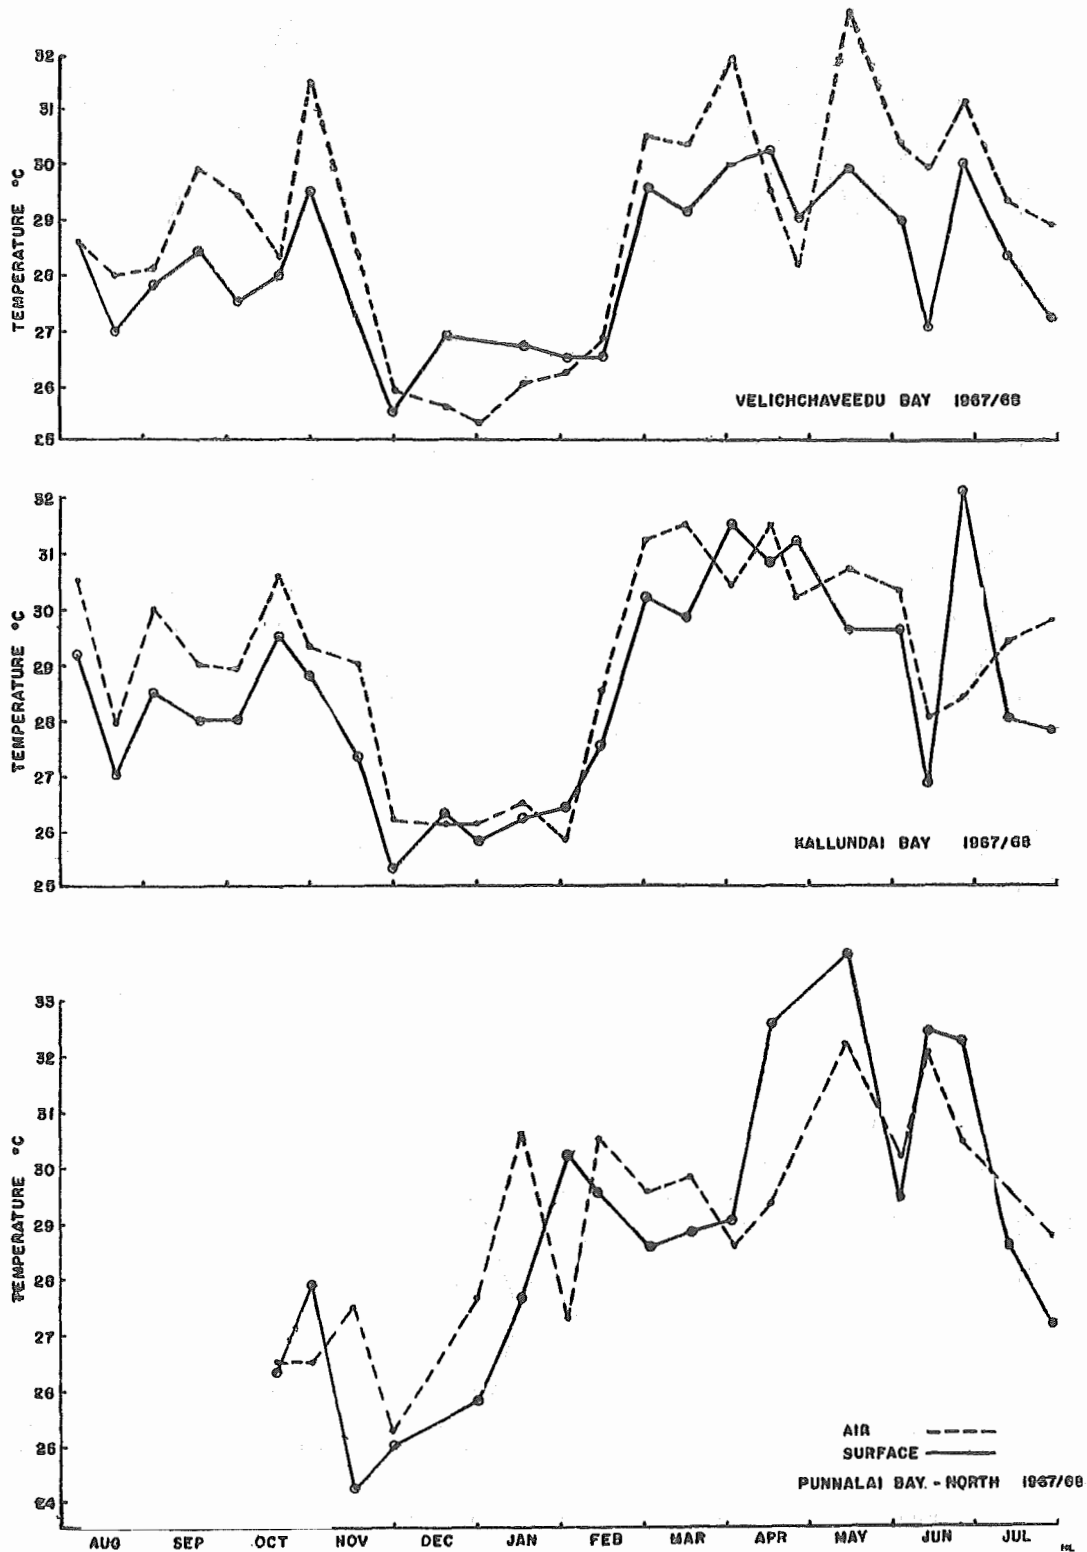 32
31
30
29
28
27
26
25
TEMPERATURE °C
VELICHCHAVEEDU BAY 1967/68
32
31
30
29
28
27
26
25
TEMPERATURE °C
KALLUNDAI BAY 1967/68
33
32
31
30
29
28
27
26
25
24
TEMPERATURE °C
AIR
SURFACE
PUNNALAI BAY. - NORTH 1967/68
AUG SEP OCT NOV DEC JAN FEB MAR APR MAY JUN JUL